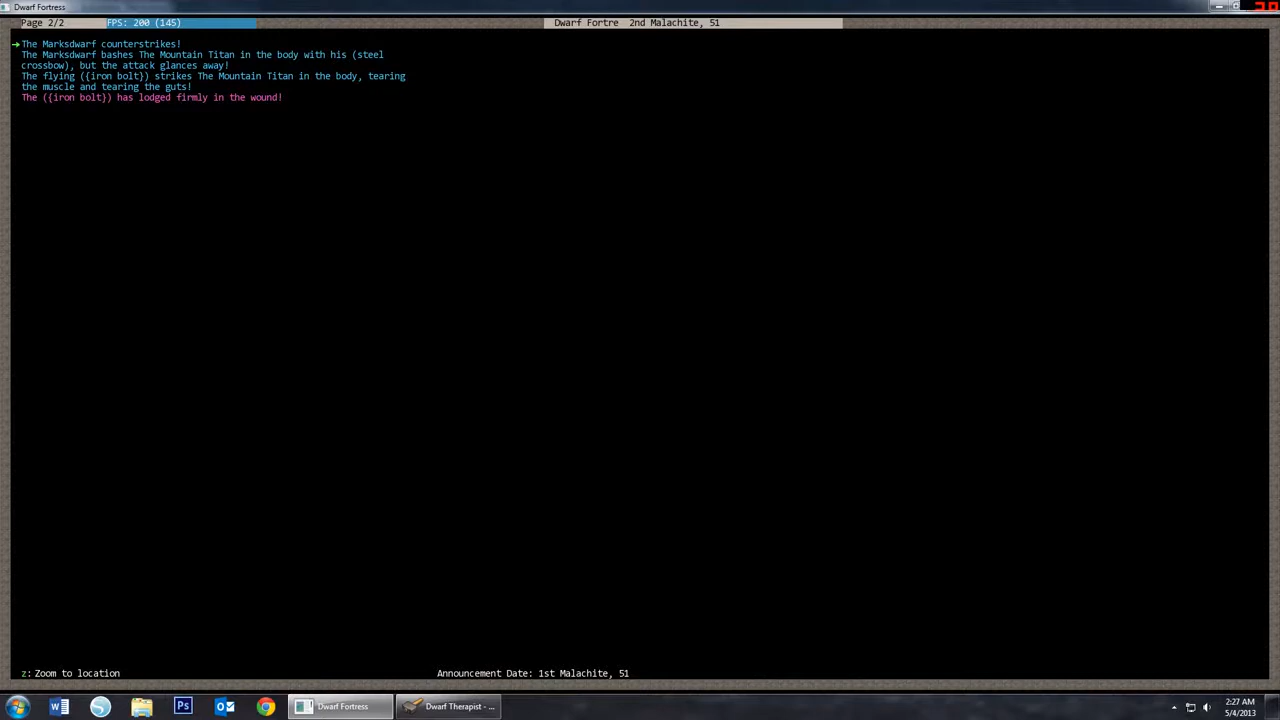 Dwarf Fortress
Page 2/2 FPS: 200 (145) Dwarf Fortre 2nd Malachite, 51
The Marksdwarf counterstrikes!
The Marksdwarf bashes The Mountain Titan in the body with his (steel
crossbow), but the attack glances away!
The flying ({iron bolt}) strikes The Mountain Titan in the body, tearing
the muscle and tearing the guts!
The ({iron bolt}) has lodged firmly in the wound!
z: Zoom to location Announcement Date: 1st Malachite, 51
Ps Dwarf Fortress Dwarf Therapist - ... 2:27 AM
5/4/2013